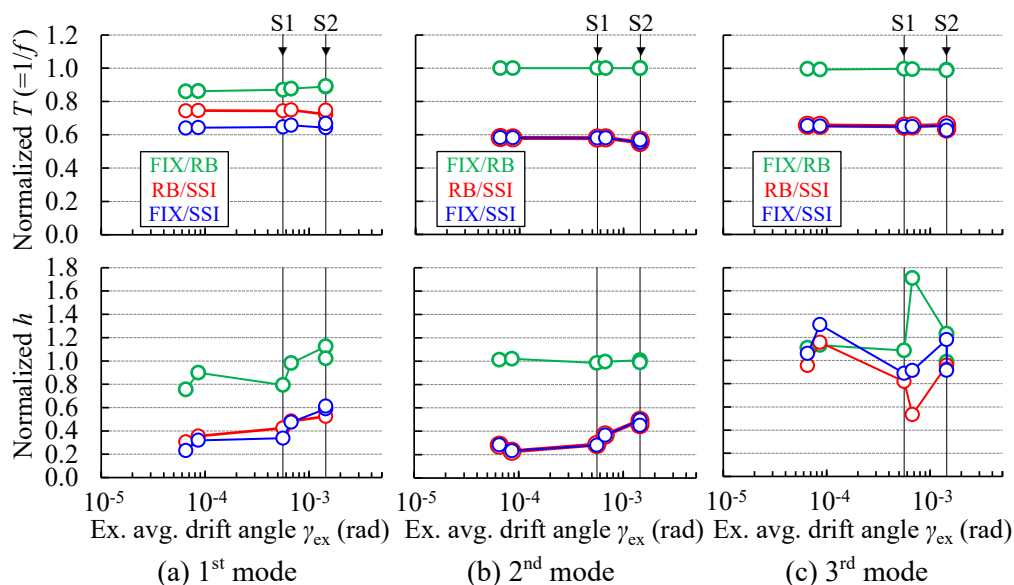 S1 S2 S1 S2 S1 S2
Normalized T (=1/f)
1.2
1.0
0.8
0.6
0.4
0.2
0.0
FIX/RB
RB/SSI
FIX/SSI
FIX/RB
RB/SSI
FIX/SSI
FIX/RB
RB/SSI
FIX/SSI
Normalized h
1.8
1.6
1.4
1.2
1.0
0.8
0.6
0.4
0.2
0.0
10⁻⁵ 10⁻⁴ 10⁻³ 10⁻⁵ 10⁻⁴ 10⁻³ 10⁻⁵ 10⁻⁴ 10⁻³
Ex. avg. drift angle γex (rad) Ex. avg. drift angle γex (rad) Ex. avg. drift angle γex (rad)
(a) 1st mode (b) 2nd mode (c) 3rd mode